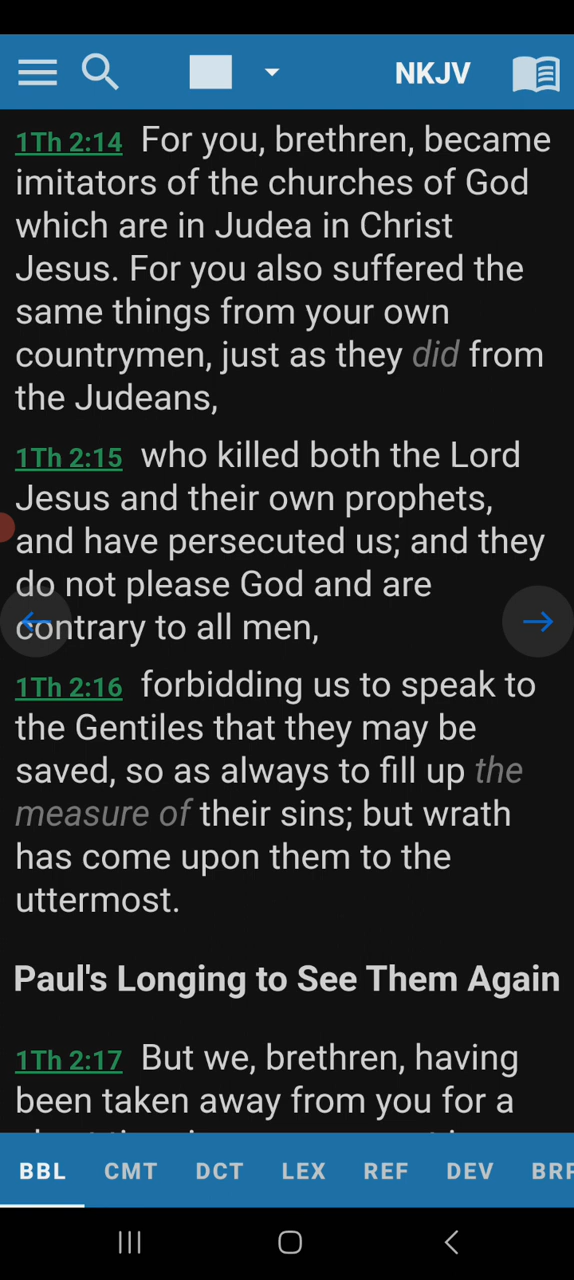 NKJV
1Th 2:14 For you, brethren, became
imitators of the churches of God
which are in Judea in Christ
Jesus. For you also suffered the
same things from your own
countrymen, just as they did from
the Judeans,
1Th 2:15 who killed both the Lord
Jesus and their own prophets,
and have persecuted us; and they
do not please God and are
contrary to all men,
1Th 2:16 forbidding us to speak to
the Gentiles that they may be
saved, so as always to fill up the
measure of their sins; but wrath
has come upon them to the
uttermost.
Paul's Longing to See Them Again
1Th 2:17 But we, brethren, having
been taken away from you for a
BBL CMT DCT LEX REF DEV BRP